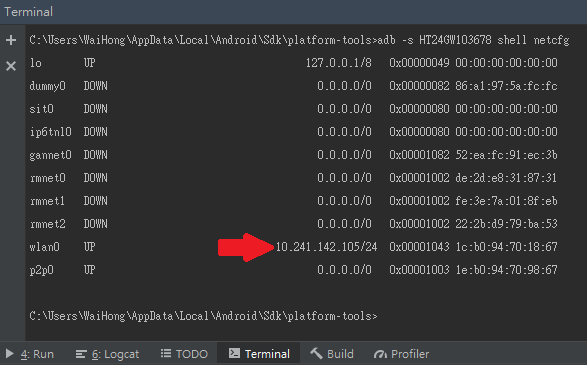 Terminal
C:\Users\WaiHong\AppData\Local\Android\Sdk\platform-tools>adb -s HT24GW103678 shell netcfg
lo UP 127.0.0.1/8 0x00000049 00:00:00:00:00:00
dummy0 DOWN 0.0.0.0/0 0x00000082 86:a1:97:5a:fc:fc
sit0 DOWN 0.0.0.0/0 0x00000080 00:00:00:00:00:00
ip6tnl0 DOWN 0.0.0.0/0 0x00000080 00:00:00:00:00:00
gannet0 DOWN 0.0.0.0/0 0x00001082 52:ea:fc:91:ec:3b
rmnet0 DOWN 0.0.0.0/0 0x00001002 de:2d:e8:31:87:31
rmnet1 DOWN 0.0.0.0/0 0x00001002 fe:3e:7a:01:8f:eb
rmnet2 DOWN 0.0.0.0/0 0x00001002 22:2b:d9:79:ba:53
wlan0 UP 10.241.142.105/24 0x00001043 1c:b0:94:70:18:67
p2p0 UP 0.0.0.0/0 0x00001003 1e:b0:94:70:98:67
C:\Users\WaiHong\AppData\Local\Android\Sdk\platform-tools>
4: Run 6: Logcat TODO Terminal Build Profiler